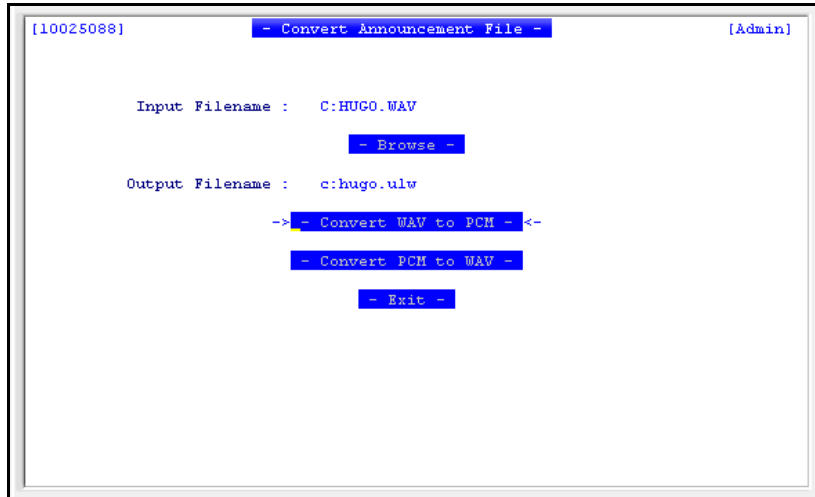 [10025088] - Convert Announcement File - [Admin]
Input Filename : C:HUGO.WAV
- Browse -
Output Filename : c:hugo.ulw
->- Convert WAV to PCM -<-
- Convert PCM to WAV -
- Exit -